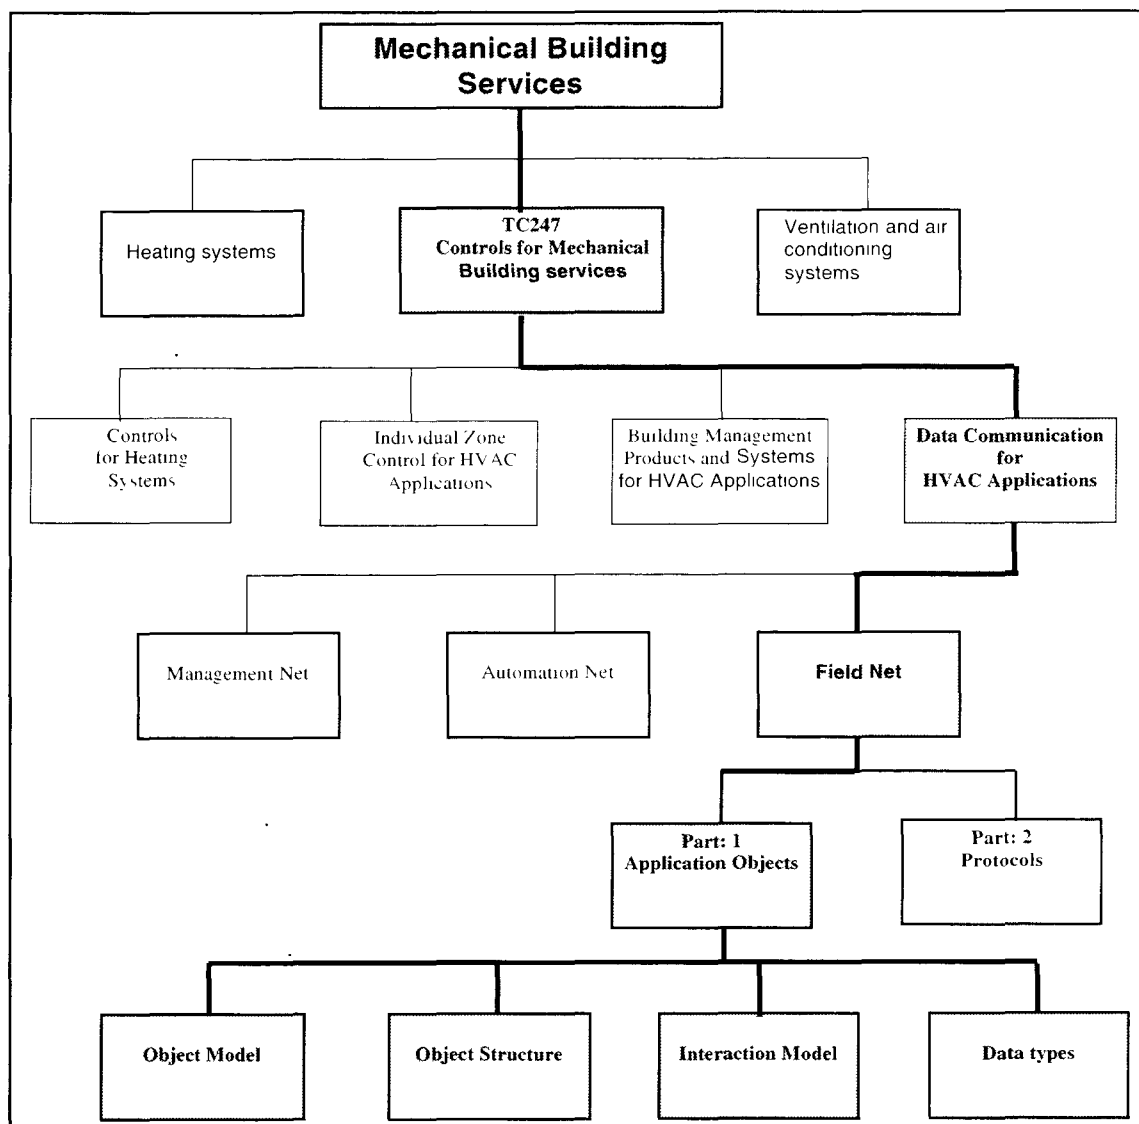 Mechanical Building
Services
Heating systems
TC247
Controls for Mechanical
Building services
Ventilation and air
conditioning
systems
Controls
for Heating
Systems
Individual Zone
Control for HVAC
Applications
Building Management
Products and Systems
for HVAC Applications
Data Communication
for
HVAC Applications
Management Net
Automation Net
Field Net
Part: 1
Application Objects
Part: 2
Protocols
Object Model
Object Structure
Interaction Model
Data types